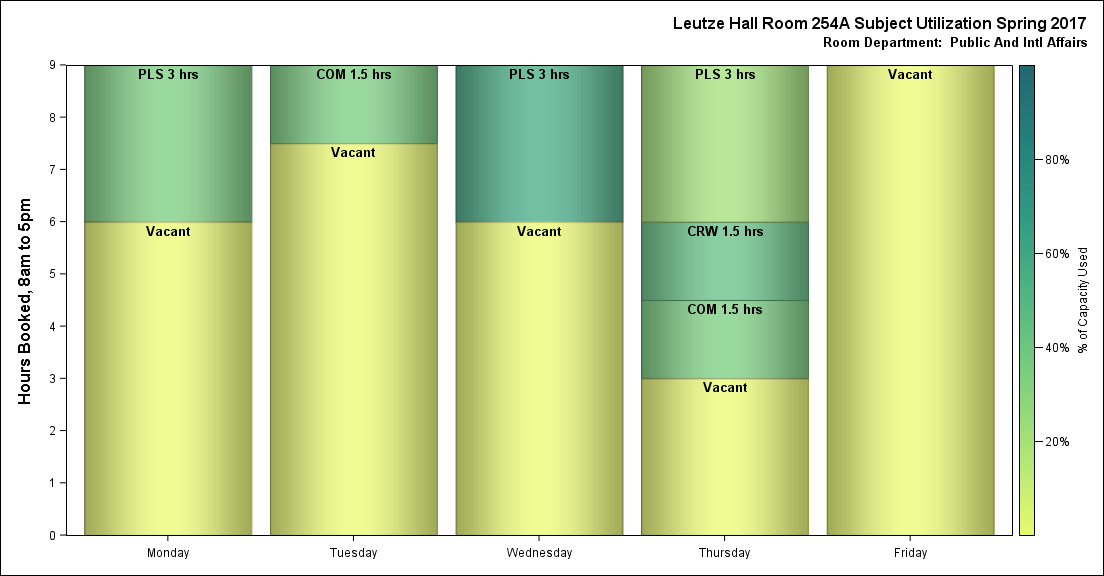 Leutze Hall Room 254A Subject Utilization Spring 2017
Room Department: Public And Intl Affairs
Hours Booked, 8am to 5pm
9
8
7
6
5
4
3
2
1
0
PLS 3 hrs
Vacant
COM 1.5 hrs
Vacant
PLS 3 hrs
Vacant
PLS 3 hrs
CRW 1.5 hrs
COM 1.5 hrs
Vacant
Vacant
Monday
Tuesday
Wednesday
Thursday
Friday
80%
60%
40%
20%
% of Capacity Used